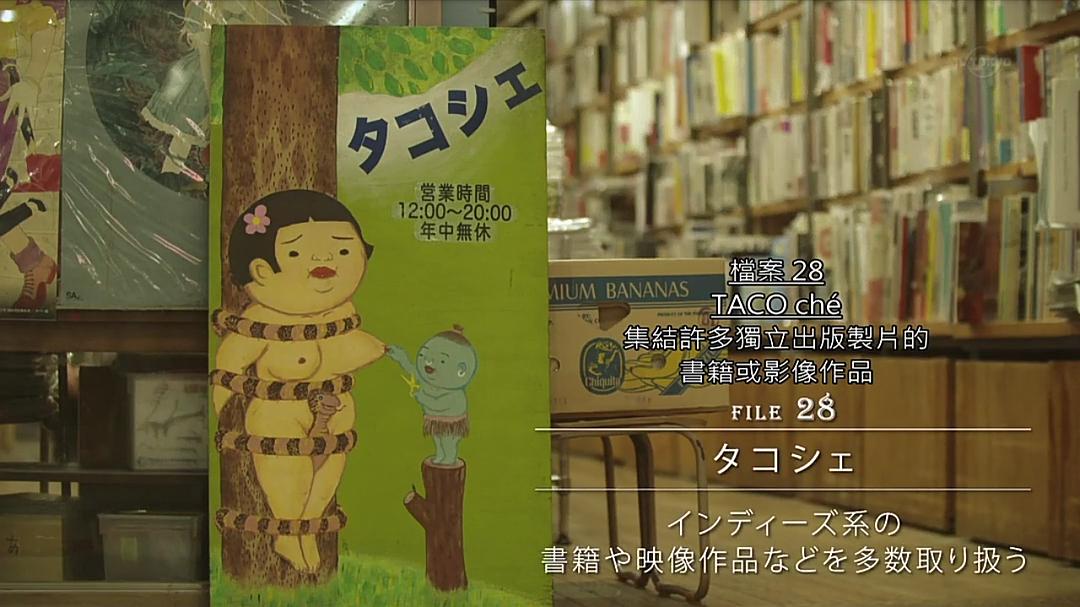 タコシェ
営業時間
12:00～20:00
年中無休
MIUM BANANAS
Chiquita
檔案 28
TACO ché
集結許多獨立出版製片的
書籍或影像作品
FILE 28
タコシェ
インディーズ系の
書籍や映像作品などを多数取り扱う